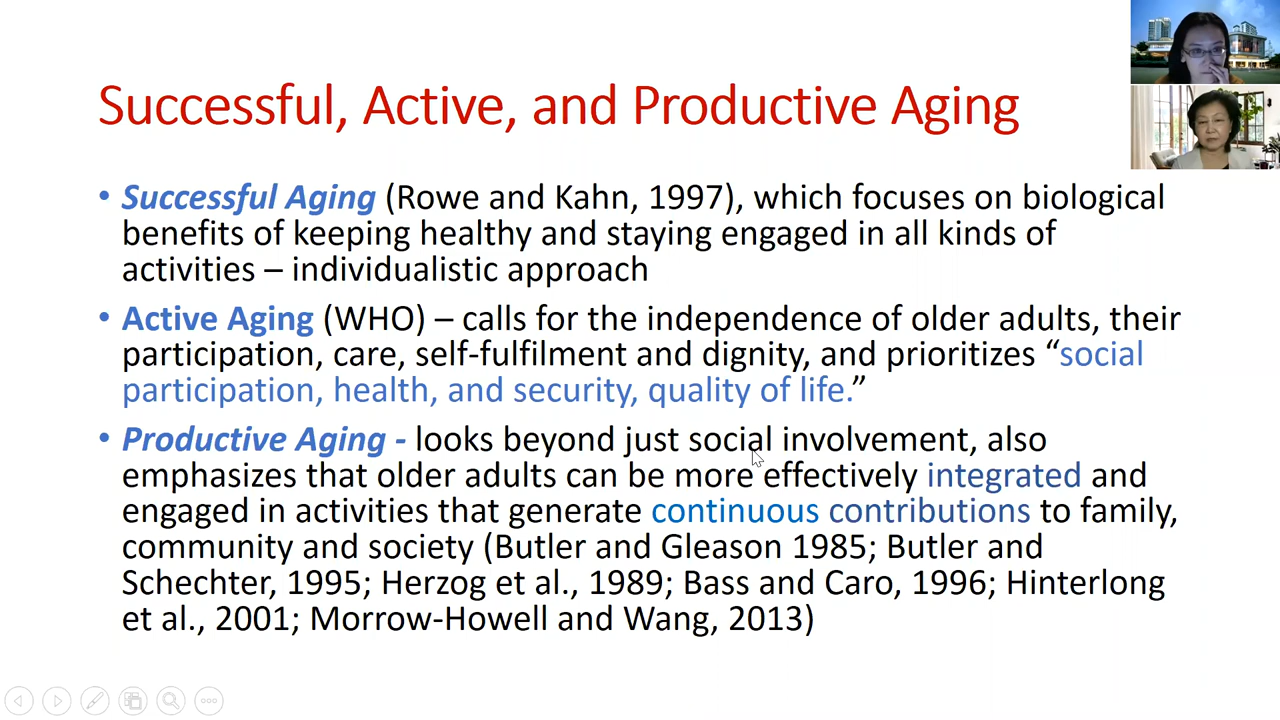 Successful, Active, and Productive Aging
• Successful Aging (Rowe and Kahn, 1997), which focuses on biological
benefits of keeping healthy and staying engaged in all kinds of
activities – individualistic approach
• Active Aging (WHO) – calls for the independence of older adults, their
participation, care, self-fulfilment and dignity, and prioritizes “social
participation, health, and security, quality of life.”
• Productive Aging - looks beyond just social involvement, also
emphasizes that older adults can be more effectively integrated and
engaged in activities that generate continuous contributions to family,
community and society (Butler and Gleason 1985; Butler and
Schechter, 1995; Herzog et al., 1989; Bass and Caro, 1996; Hinterlong
et al., 2001; Morrow-Howell and Wang, 2013)